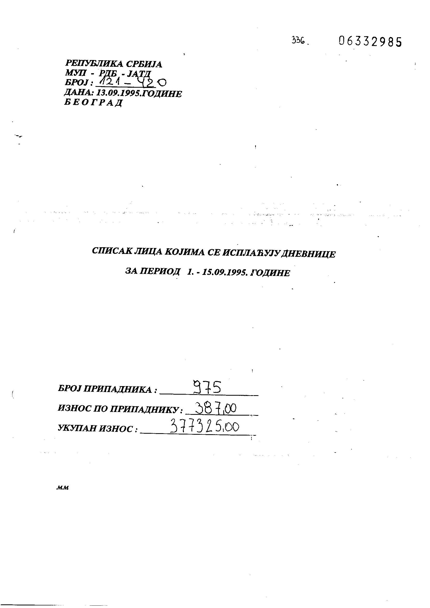 336. 06332985
РЕПУБЛИКА СРБИЈА
МУП - РДБ - ЈАТД
БРОЈ: 121-420
ДАНА: 13.09.1995.ГОДИНЕ
БЕОГРАД
СПИСАК ЛИЦА КОЈИМА СЕ ИСПЛАЋУЈУ ДНЕВНИЦЕ
ЗА ПЕРИОД 1. - 15.09.1995. ГОДИНЕ
БРОЈ ПРИПАДНИКА : 975
ИЗНОС ПО ПРИПАДНИКУ: 387,00
УКУПАН ИЗНОС : 377325,00
мм